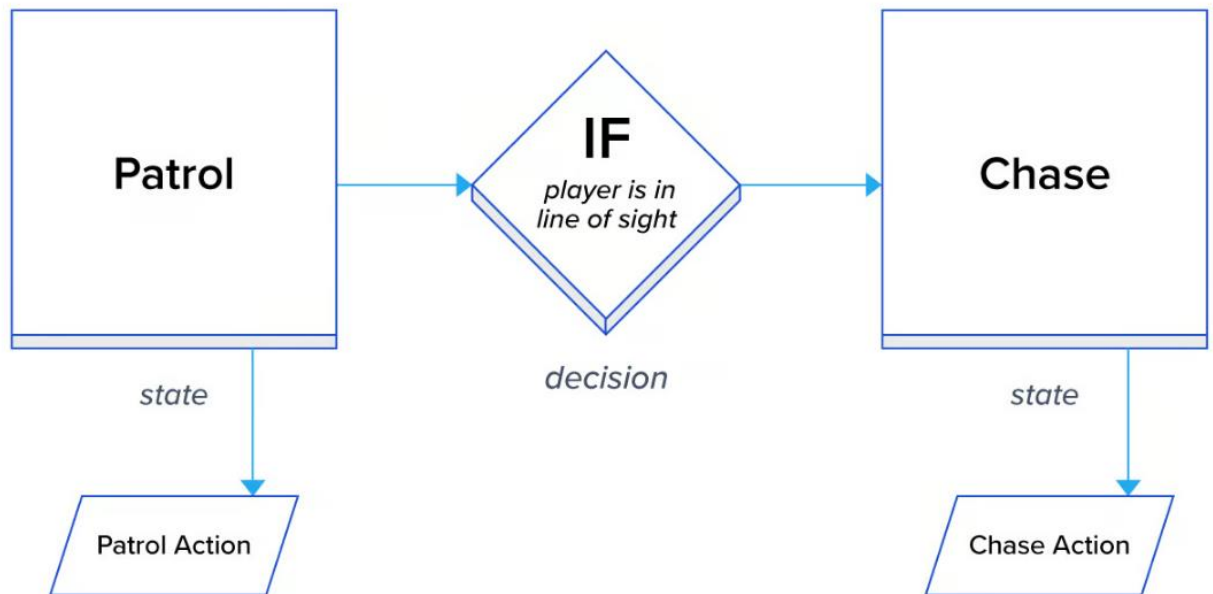 Patrol
IF
player is in
line of sight
Chase
state
decision
state
Patrol Action
Chase Action